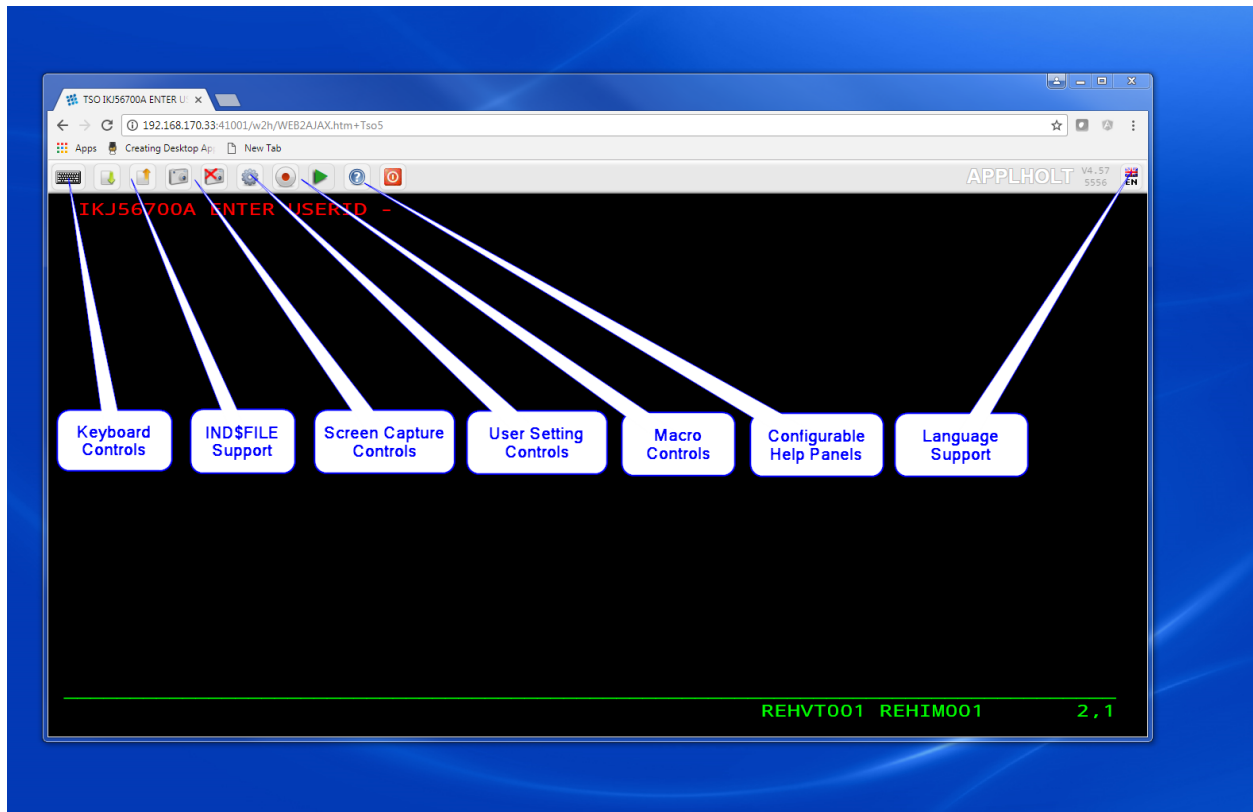 TSO IKJ56700A ENTER U
192.168.170.33:41001/w2h/WEB2AJAX.htm+Tso5
Apps Creating Desktop Ap New Tab
APPLHOLT V4.57
5556 EN
IKJ56700A ENTER USERID -
Keyboard
Controls
IND$FILE
Support
Screen Capture
Controls
User Setting
Controls
Macro
Controls
Configurable
Help Panels
Language
Support
REHVT001 REHIM001 2,1